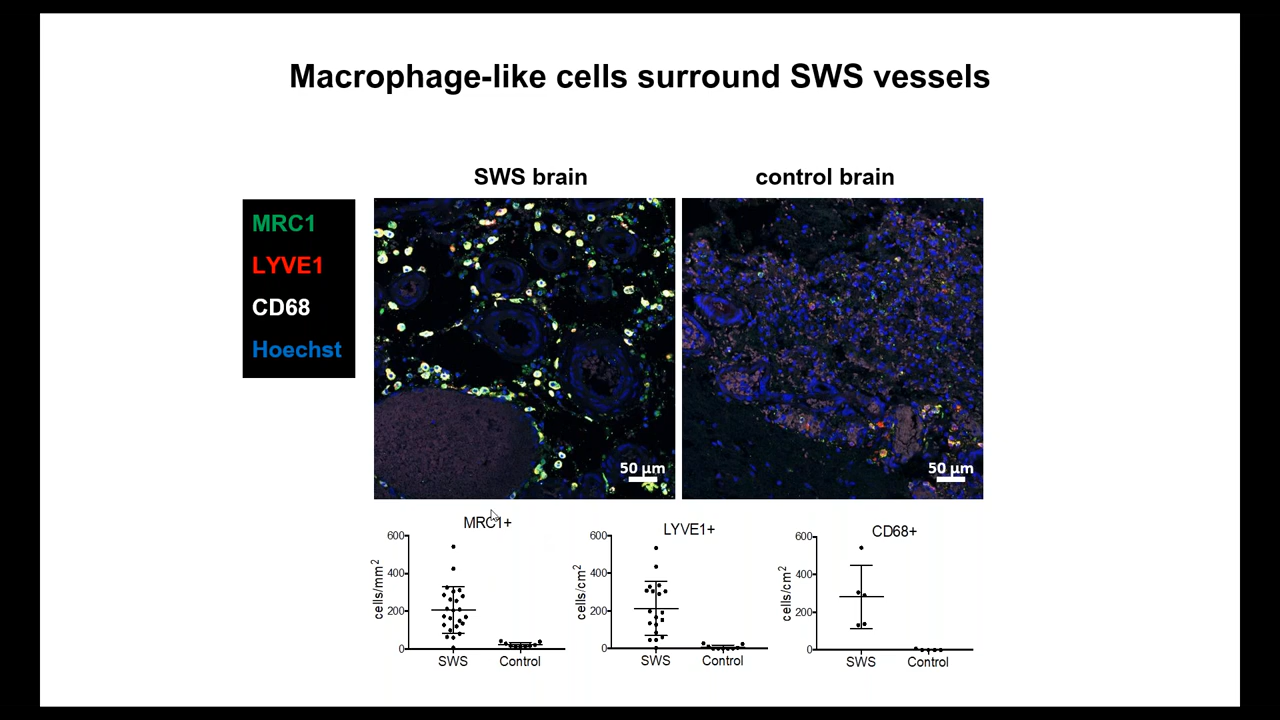 Macrophage-like cells surround SWS vessels
SWS brain
control brain
MRC1
LYVE1
CD68
Hoechst
50 µm
50 µm
MRC1+
cells/mm²
600
400
200
0
SWS
Control
LYVE1+
cells/cm²
600
400
200
0
SWS
Control
CD68+
cells/cm²
600
400
200
0
SWS
Control